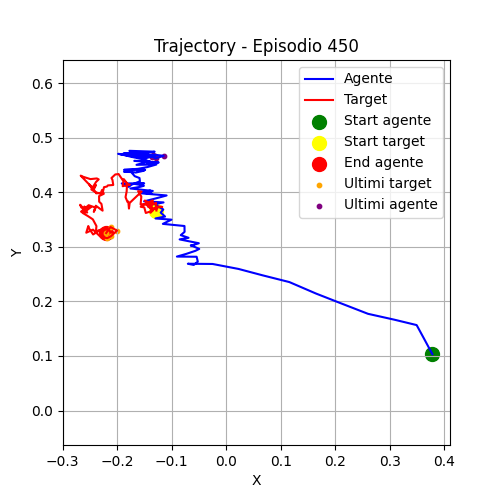 Trajectory - Episodio 450
Agente
Target
Start agente
Start target
End agente
Ultimi target
Ultimi agente
Y
0.6
0.5
0.4
0.3
0.2
0.1
0.0
−0.3 −0.2 −0.1 0.0 0.1 0.2 0.3 0.4
X